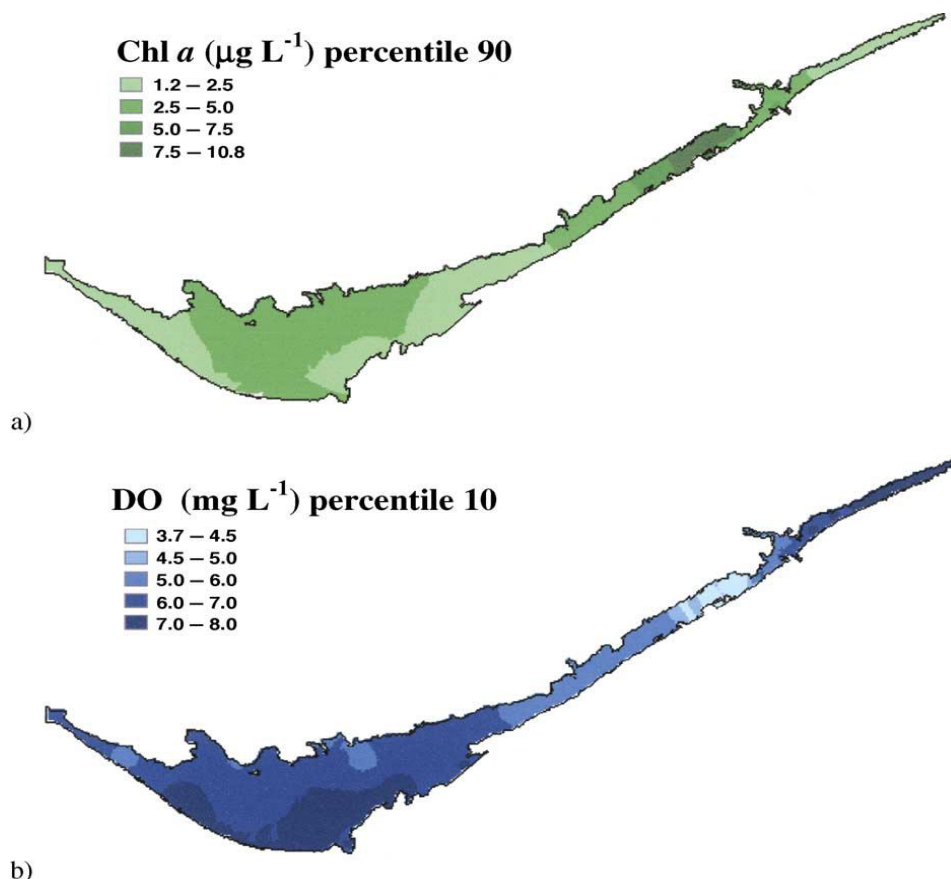 Chl a (μg L⁻¹) percentile 90
1.2 – 2.5
2.5 – 5.0
5.0 – 7.5
7.5 – 10.8
a)
DO (mg L⁻¹) percentile 10
3.7 – 4.5
4.5 – 5.0
5.0 – 6.0
6.0 – 7.0
7.0 – 8.0
b)